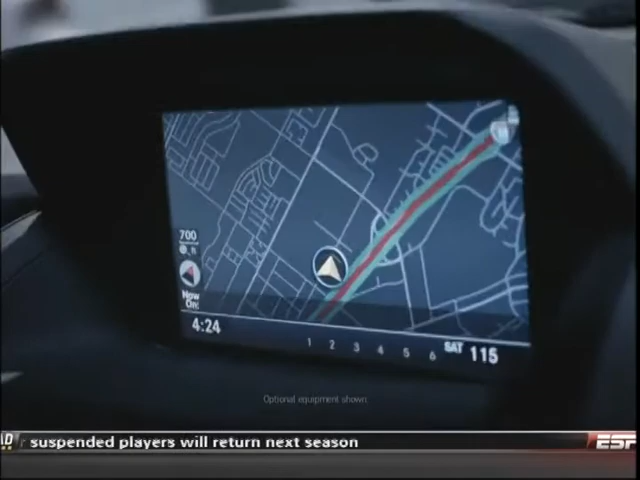 700
Now
On:
4:24
1 2 3 4 5 6 SAT 115
Optional equipment shown.
AD r suspended players will return next season ESP